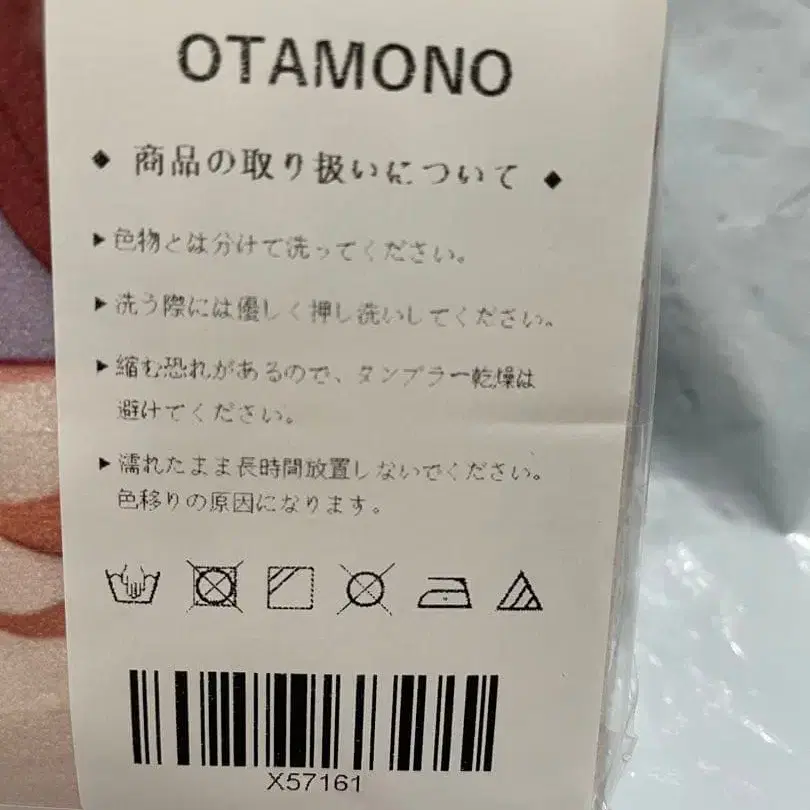 OTAMONO
◆ 商品の取り扱いについて ◆
▶色物とは分けて洗ってください。
▶洗う際には優しく押し洗いしてください。
▶縮む恐れがあるので、タンブラー乾燥は
避けてください。
▶濡れたまま長時間放置しないでください。
色移りの原因になります。
X57161